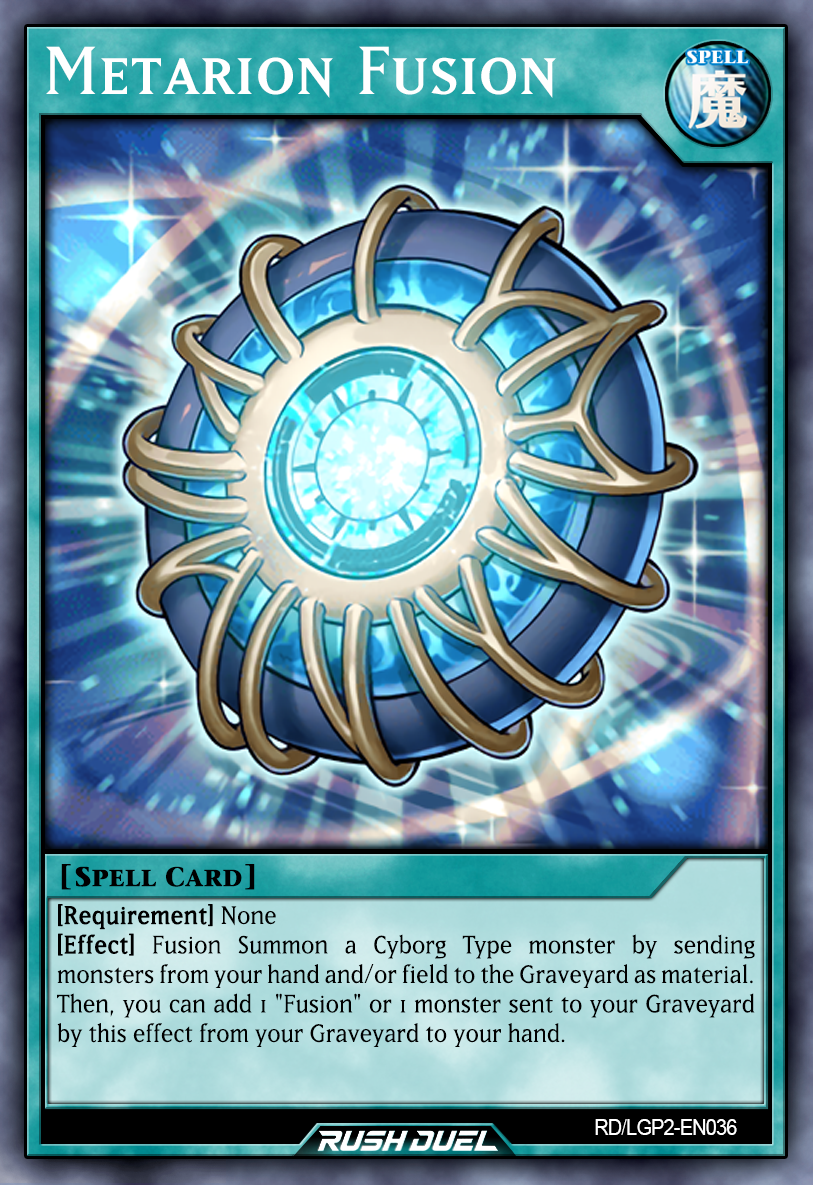 Metarion Fusion
SPELL
魔
[Spell Card]
[Requirement] None
[Effect] Fusion Summon a Cyborg Type monster by sending
monsters from your hand and/or field to the Graveyard as material.
Then, you can add 1 "Fusion" or 1 monster sent to your Graveyard
by this effect from your Graveyard to your hand.
RD/LGP2-EN036
RUSH DUEL